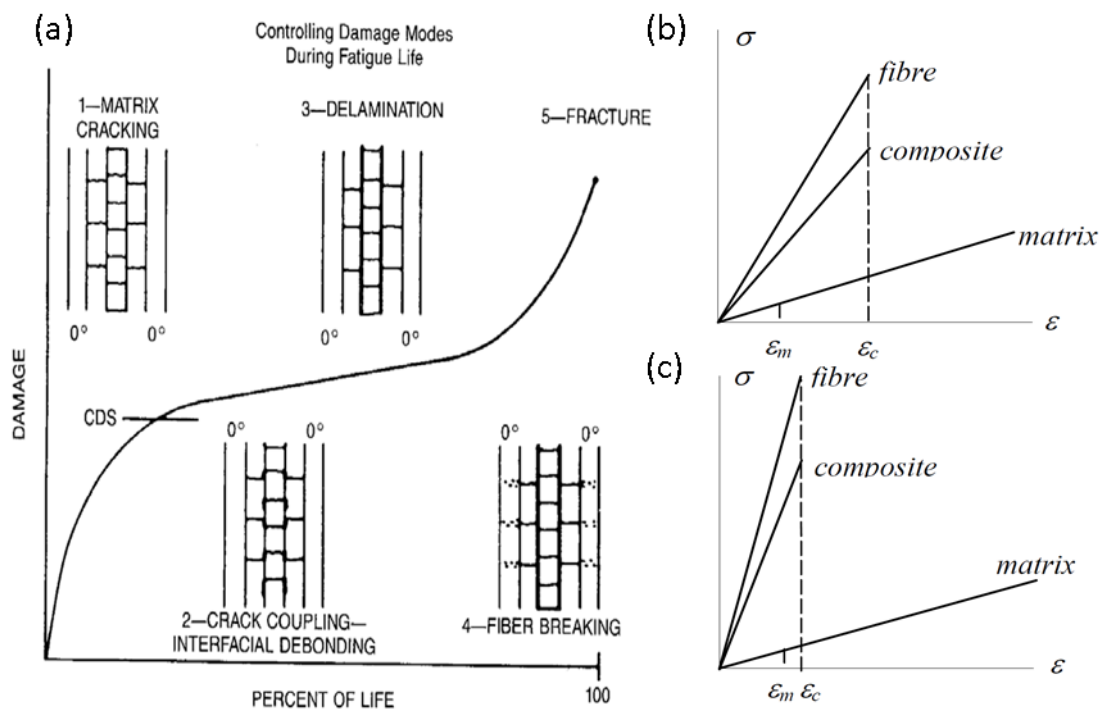 (a)
Controlling Damage Modes
During Fatigue Life
1—MATRIX
CRACKING
3—DELAMINATION
5—FRACTURE
0° 0°
0° 0°
CDS
0° 0°
0° 0°
2—CRACK COUPLING—
INTERFACIAL DEBONDING
4—FIBER BREAKING
DAMAGE
PERCENT OF LIFE
100
(b)
σ
fibre
composite
matrix
ε
εm εc
(c)
σ
fibre
composite
matrix
ε
εm εc